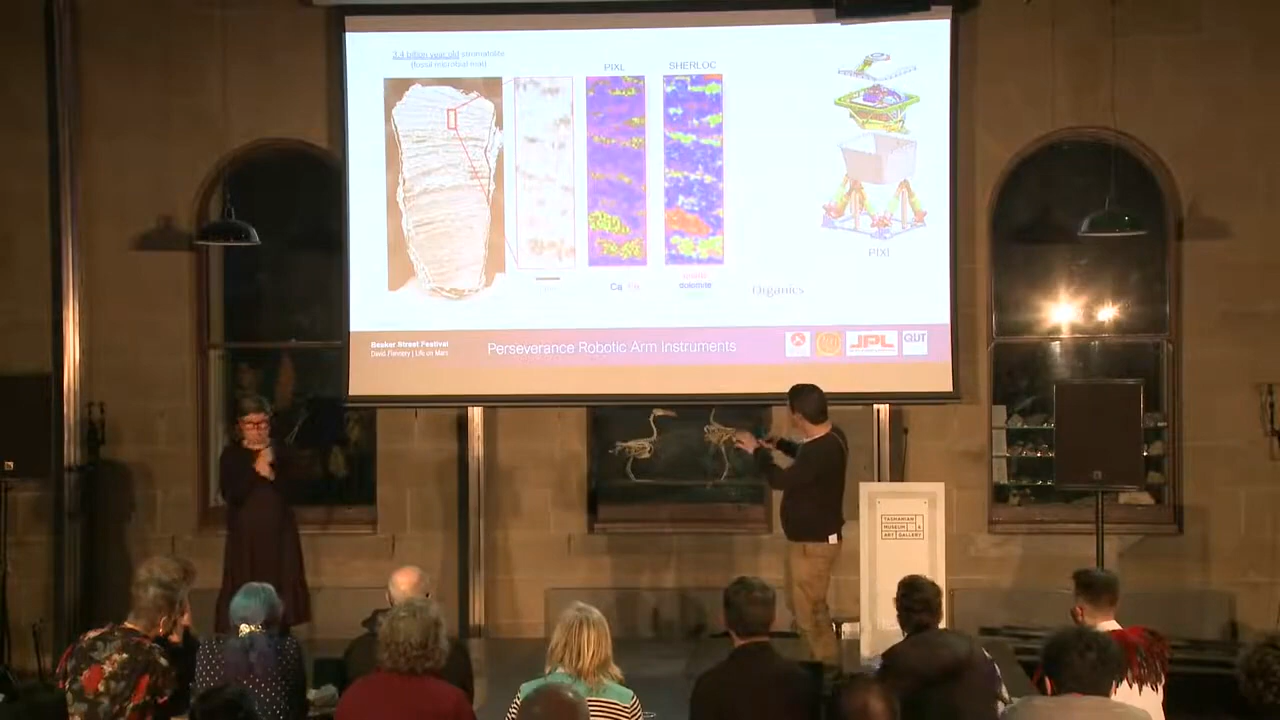 3.4 billion year old stromatolite
(fossil microbial mat)
PIXL
SHERLOC
PIXl
Ca
dolomite
Organics
Beaker Street Festival
David Flannery | Life on Mars
Perseverance Robotic Arm Instruments
JPL
QUT
TASMANIAN
MUSEUM &
ART GALLERY